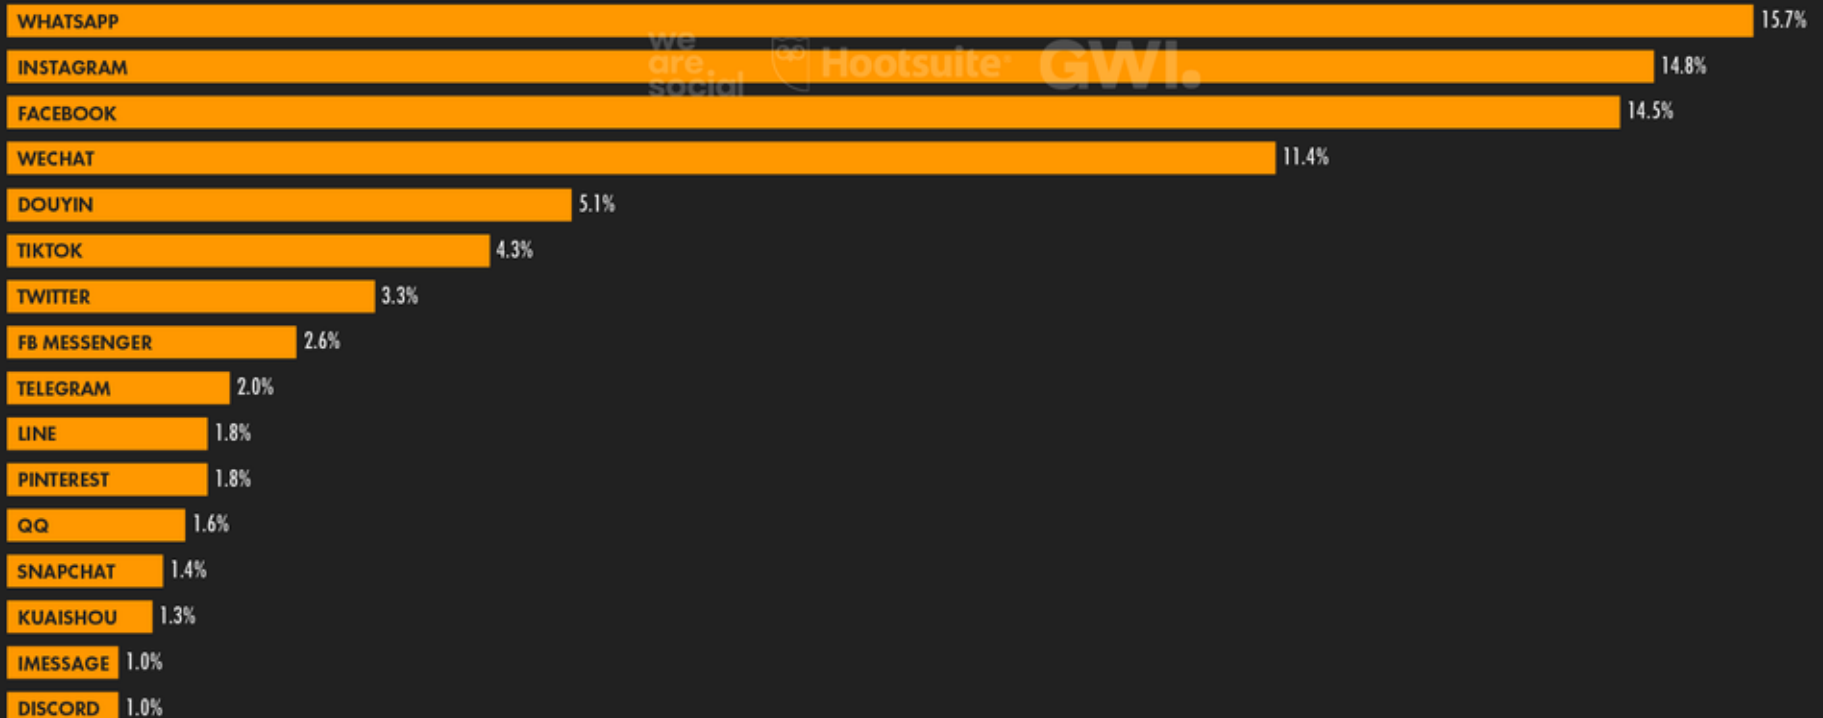 WHATSAPP 15.7%
we are social Hootsuite® GWI.
INSTAGRAM 14.8%
FACEBOOK 14.5%
WECHAT 11.4%
DOUYIN 5.1%
TIKTOK 4.3%
TWITTER 3.3%
FB MESSENGER 2.6%
TELEGRAM 2.0%
LINE 1.8%
PINTEREST 1.8%
QQ 1.6%
SNAPCHAT 1.4%
KUAISHOU 1.3%
IMESSAGE 1.0%
DISCORD 1.0%